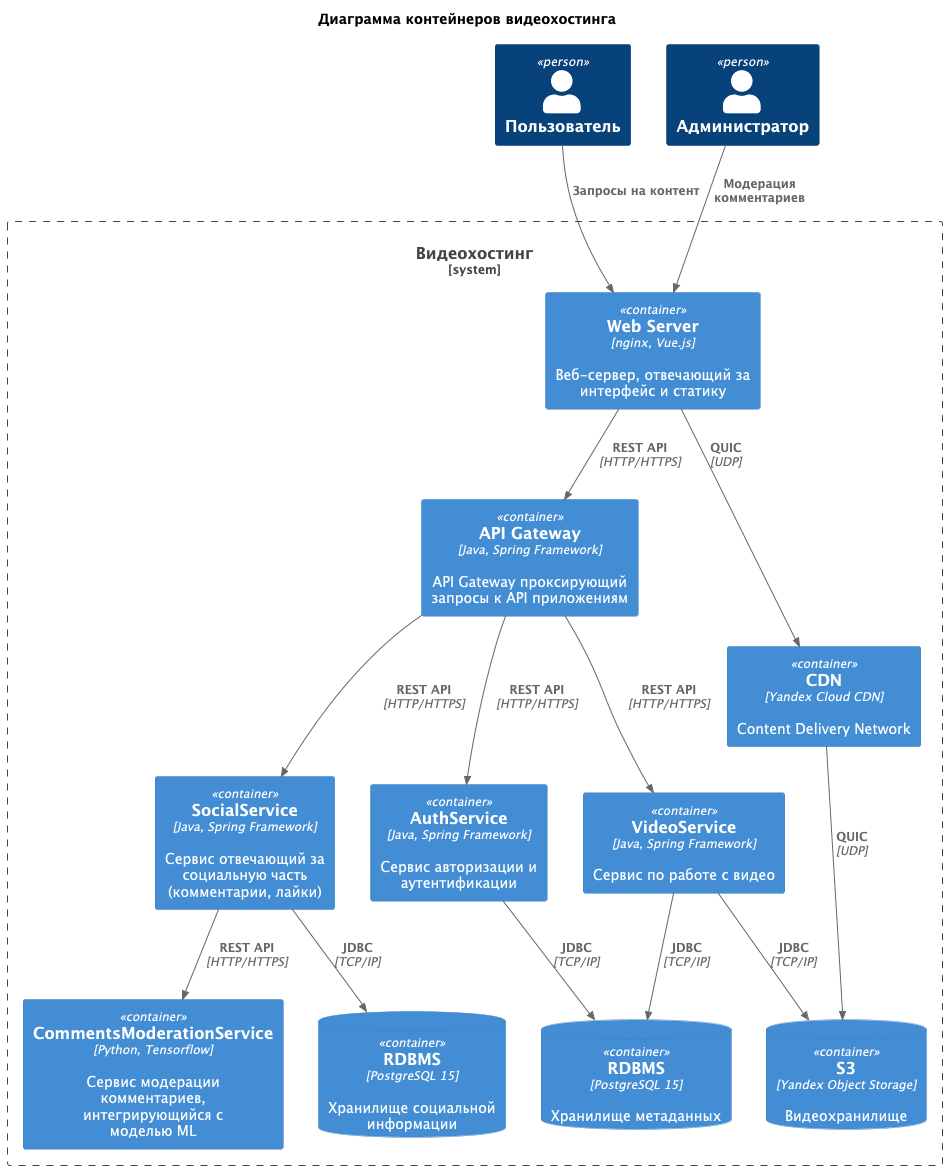 Диаграмма контейнеров видеохостинга
«person»
Пользователь
«person»
Администратор
Запросы на контент
Модерация
комментариев
Видеохостинг
[system]
«container»
Web Server
[nginx, Vue.js]
Веб-сервер, отвечающий за
интерфейс и статику
REST API
[HTTP/HTTPS]
QUIC
[UDP]
«container»
API Gateway
[Java, Spring Framework]
API Gateway проксирующий
запросы к API приложениям
«container»
CDN
[Yandex Cloud CDN]
Content Delivery Network
REST API
[HTTP/HTTPS]
REST API
[HTTP/HTTPS]
REST API
[HTTP/HTTPS]
«container»
SocialService
[Java, Spring Framework]
Сервис отвечающий за
социальную часть
(комментарии, лайки)
«container»
AuthService
[Java, Spring Framework]
Сервис авторизации и
аутентификации
«container»
VideoService
[Java, Spring Framework]
Сервис по работе с видео
QUIC
[UDP]
REST API
[HTTP/HTTPS]
JDBC
[TCP/IP]
JDBC
[TCP/IP]
JDBC
[TCP/IP]
JDBC
[TCP/IP]
«container»
CommentsModerationService
[Python, Tensorflow]
Сервис модерации
комментариев,
интегрирующийся с
моделью ML
«container»
RDBMS
[PostgreSQL 15]
Хранилище социальной
информации
«container»
RDBMS
[PostgreSQL 15]
Хранилище метаданных
«container»
S3
[Yandex Object Storage]
Видеохранилище